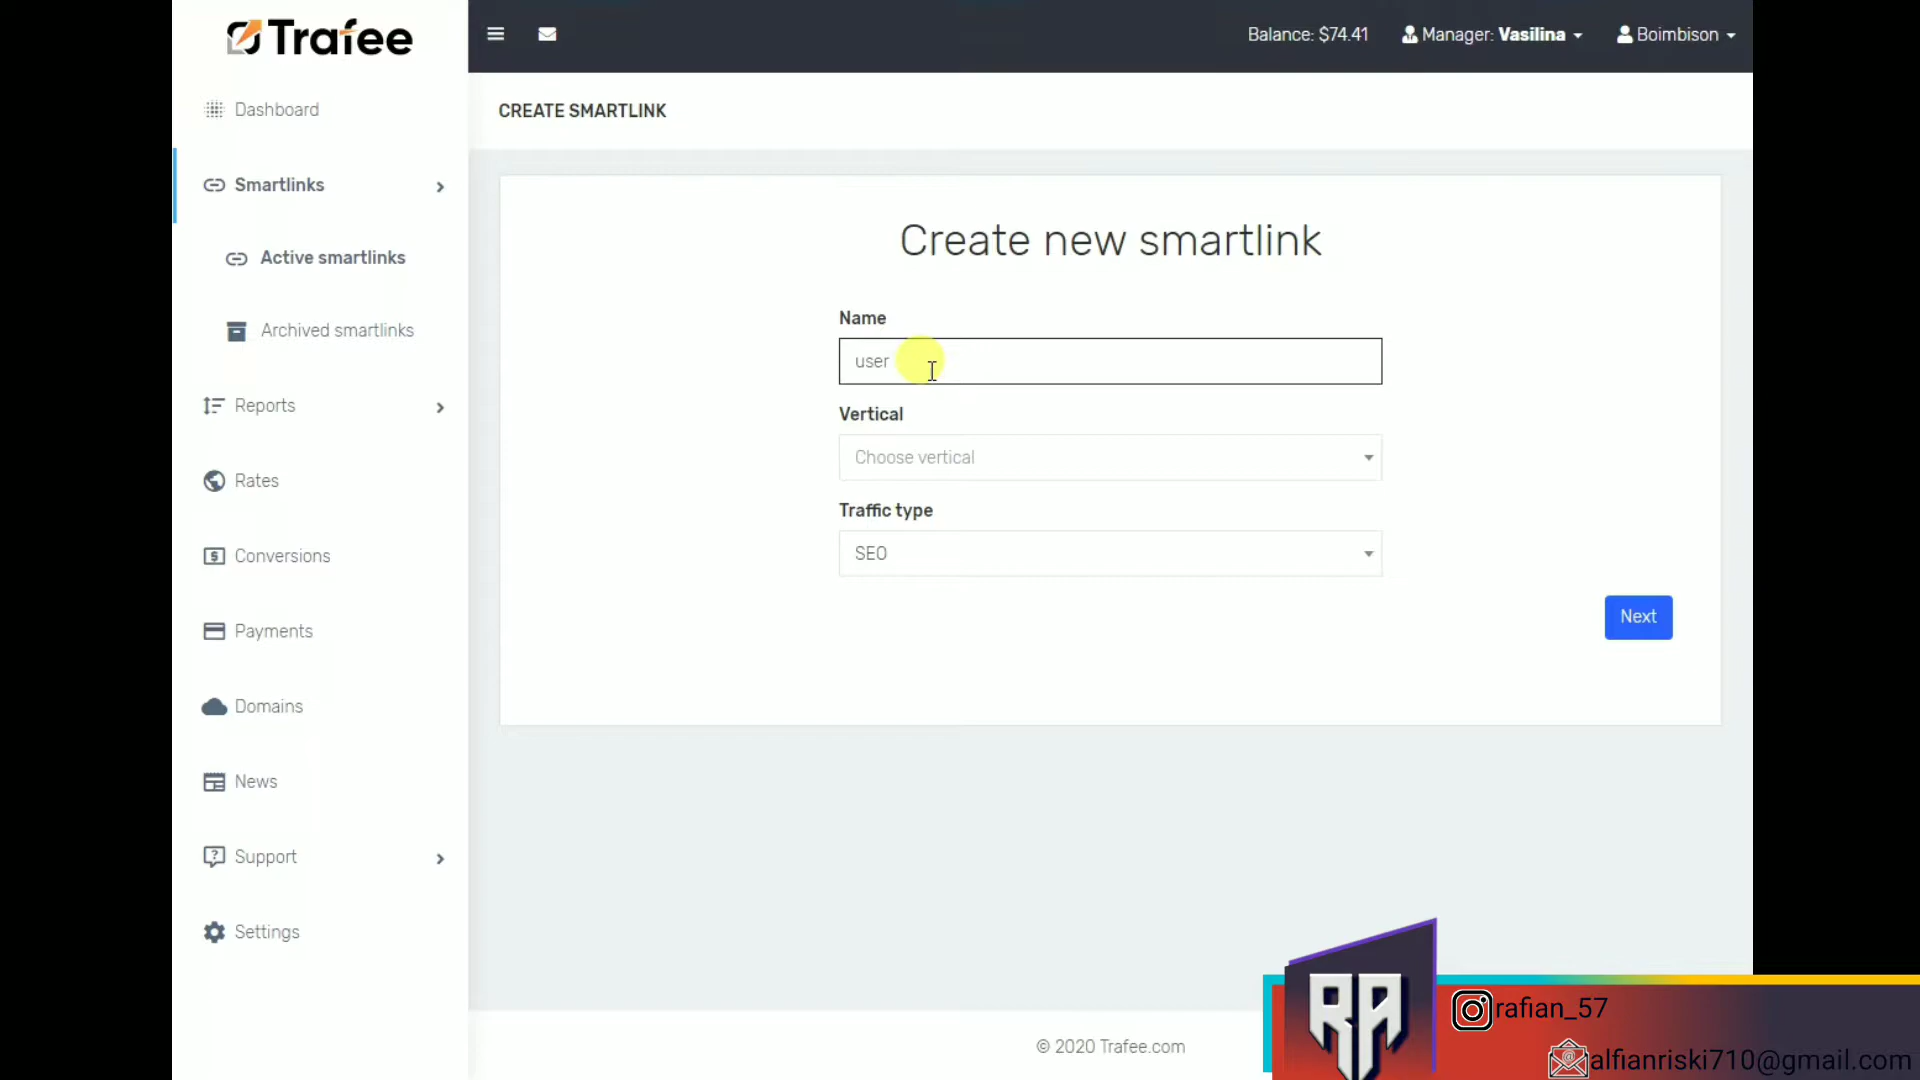 Trafee
Balance: $74.41
Manager: Vasilina
Boimbison
Dashboard
Smartlinks
Active smartlinks
Archived smartlinks
Reports
Rates
Conversions
Payments
Domains
News
Support
Settings
CREATE SMARTLINK
Create new smartlink
Name
user
Vertical
Choose vertical
Traffic type
SEO
Next
© 2020 Trafee.com
RA
rafian_57
alfianriski710@gmail.com